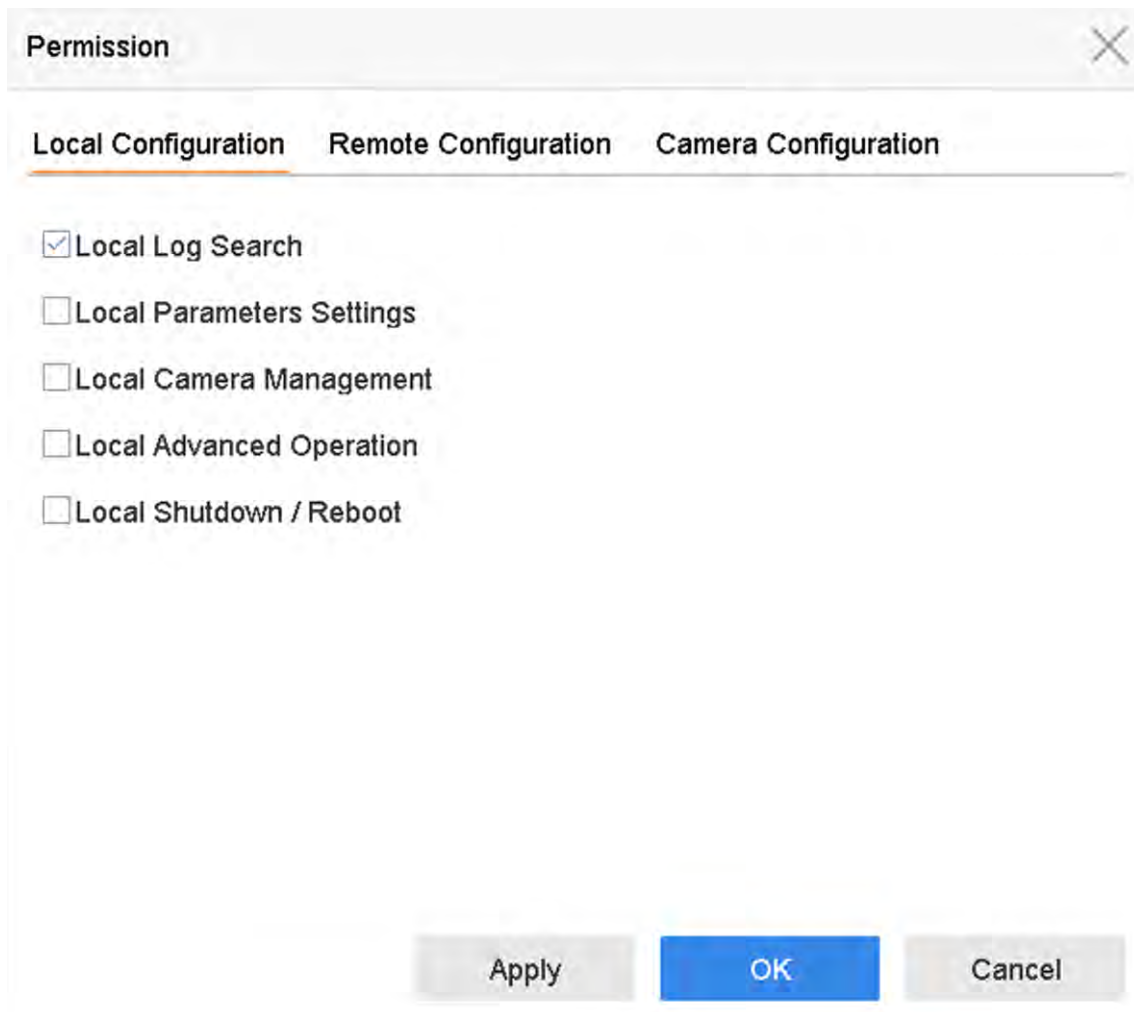 Permission
Local Configuration Remote Configuration Camera Configuration
Local Log Search
Local Parameters Settings
Local Camera Management
Local Advanced Operation
Local Shutdown / Reboot
Apply OK Cancel